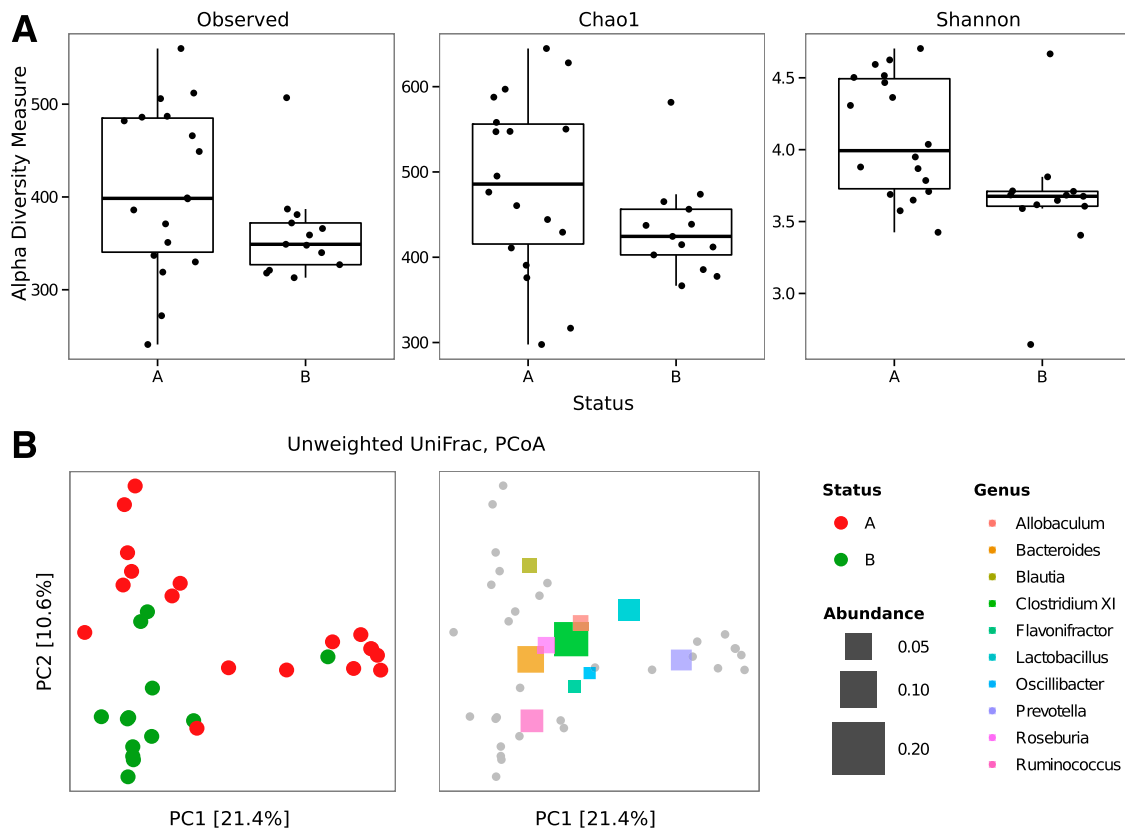 A
Observed
Chao1
Shannon
Alpha Diversity Measure
500
400
300
600
500
400
300
4.5
4.0
3.5
3.0
A
B
A
B
A
B
Status
B
Unweighted UniFrac, PCoA
PC2 [10.6%]
PC1 [21.4%]
PC1 [21.4%]
Status
A
B
Abundance
0.05
0.10
0.20
Genus
Allobaculum
Bacteroides
Blautia
Clostridium XI
Flavonifractor
Lactobacillus
Oscillibacter
Prevotella
Roseburia
Ruminococcus